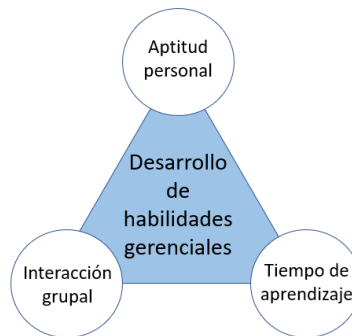 Aptitud
personal
Desarrollo
de
habilidades
gerenciales
Interacción
grupal
Tiempo de
aprendizaje